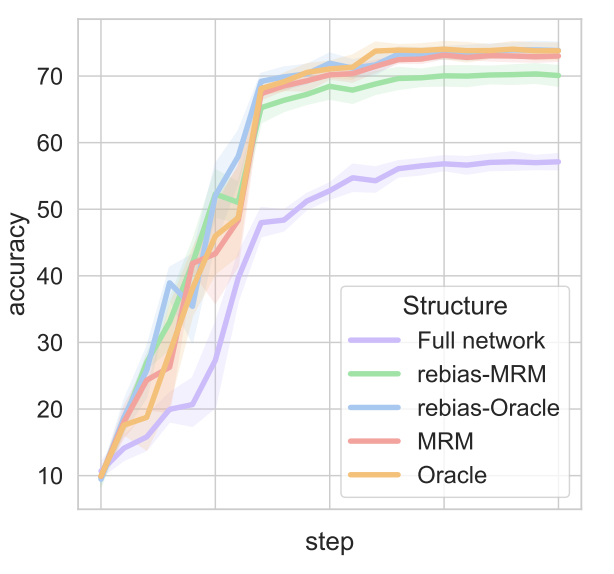 70
60
50
40
30
20
10
accuracy
step
Structure
Full network
rebias-MRM
rebias-Oracle
MRM
Oracle